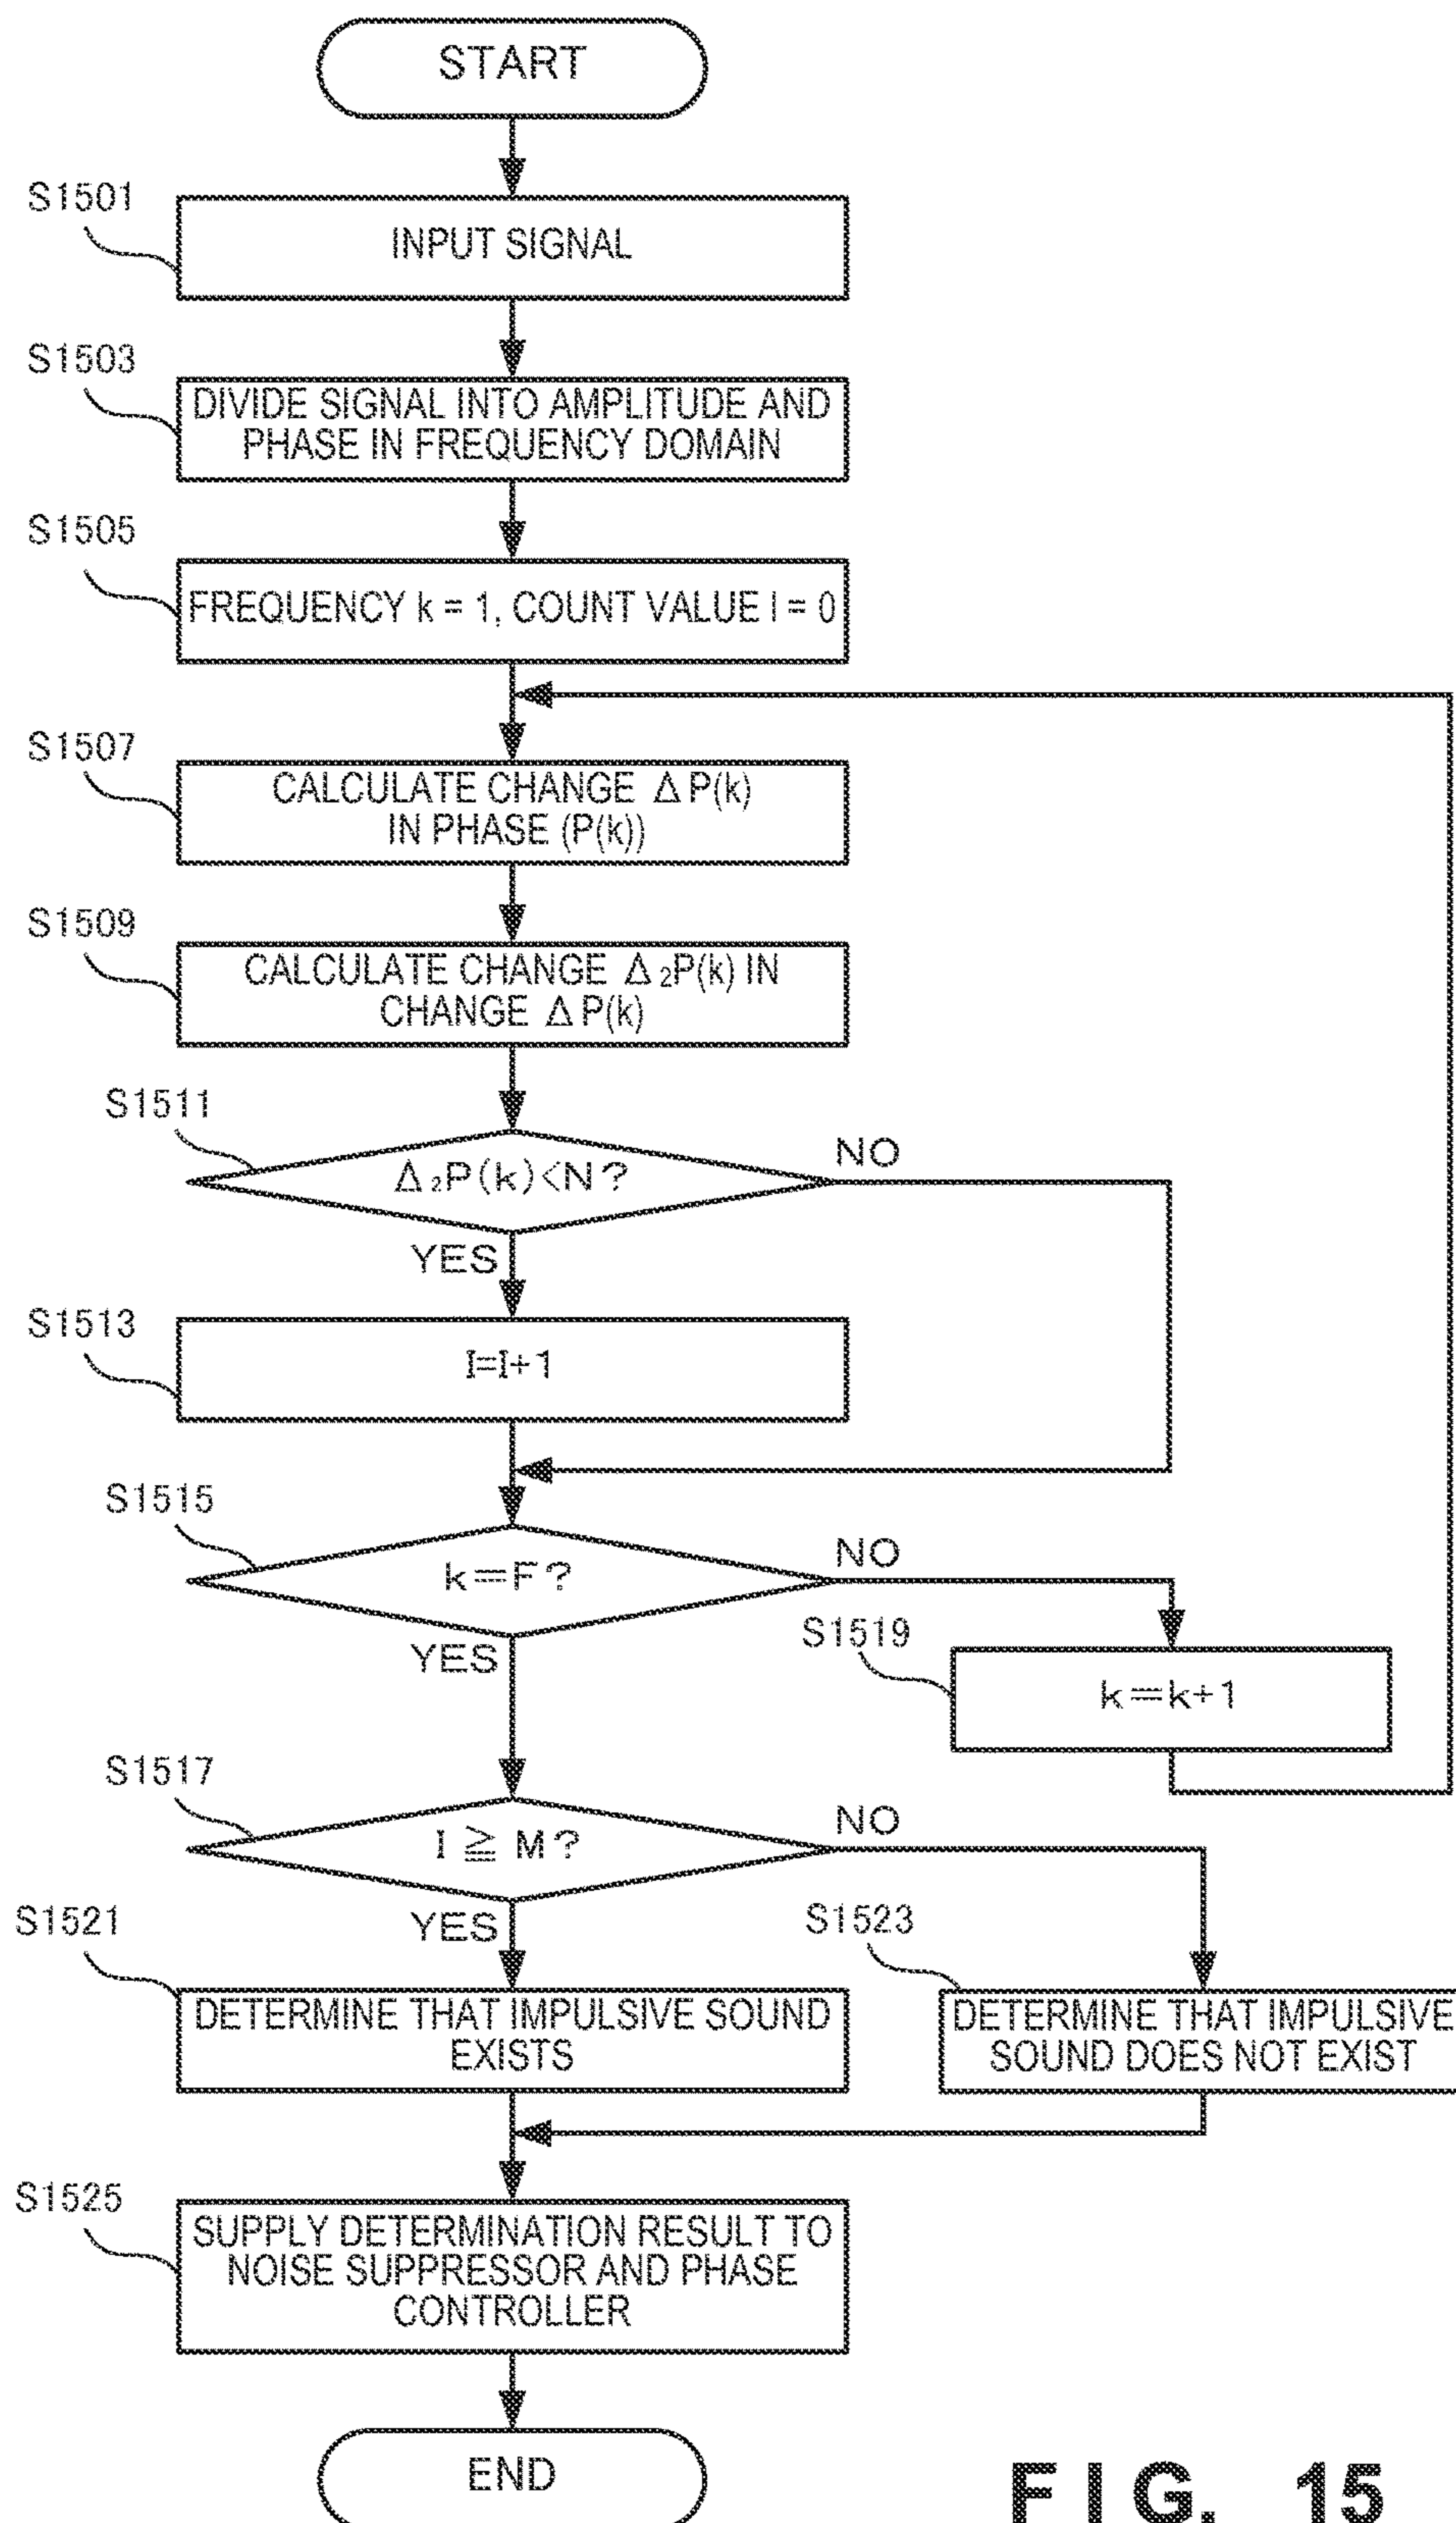 START
S1501
INPUT SIGNAL
S1503
DIVIDE SIGNAL INTO AMPLITUDE AND
PHASE IN FREQUENCY DOMAIN
S1505
FREQUENCY k = 1, COUNT VALUE I = 0
S1507
CALCULATE CHANGE Δ P(k)
IN PHASE (P(k))
S1509
CALCULATE CHANGE Δ₂P(k) IN
CHANGE Δ P(k)
S1511
Δ₂P(k)<N?
NO
YES
S1513
I=I+1
S1515
k=F?
NO
YES
S1519
k=k+1
S1517
I ≧ M?
NO
YES
S1521
DETERMINE THAT IMPULSIVE SOUND
EXISTS
S1523
DETERMINE THAT IMPULSIVE
SOUND DOES NOT EXIST
S1525
SUPPLY DETERMINATION RESULT TO
NOISE SUPPRESSOR AND PHASE
CONTROLLER
END
FIG. 15